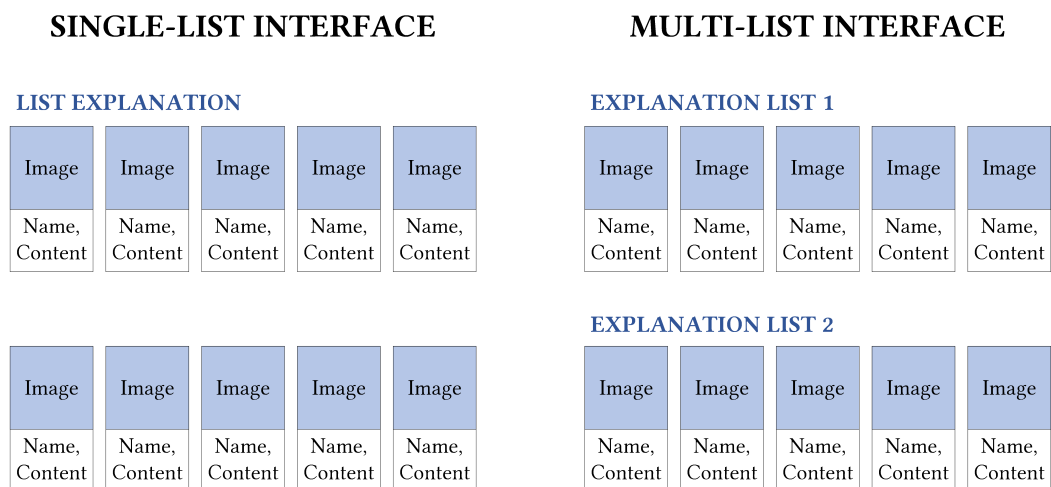 SINGLE-LIST INTERFACE
LIST EXPLANATION
Image Image Image Image Image
Name, Name, Name, Name, Name,
Content Content Content Content Content
Image Image Image Image Image
Name, Name, Name, Name, Name,
Content Content Content Content Content
MULTI-LIST INTERFACE
EXPLANATION LIST 1
Image Image Image Image Image
Name, Name, Name, Name, Name,
Content Content Content Content Content
EXPLANATION LIST 2
Image Image Image Image Image
Name, Name, Name, Name, Name,
Content Content Content Content Content